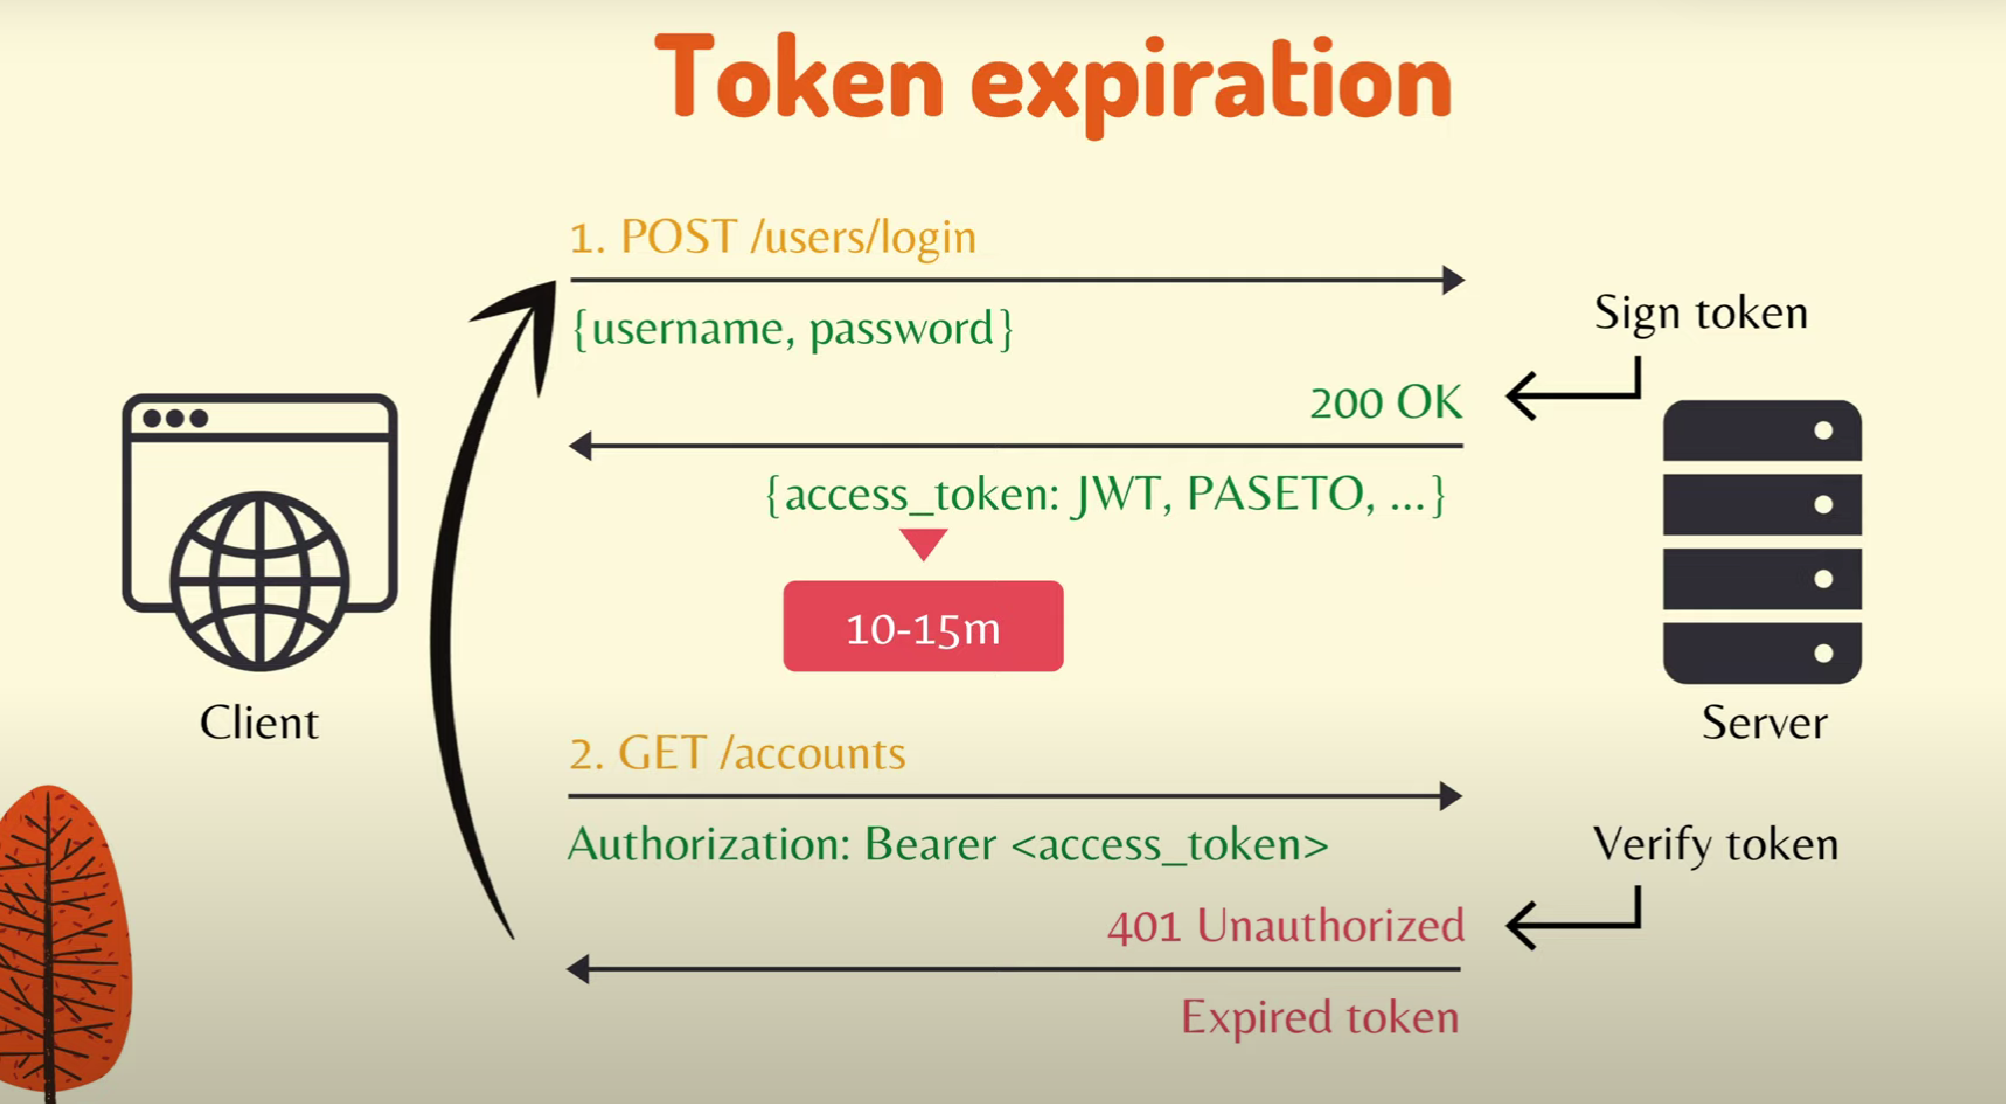 Token expiration
1. POST /users/login
{username, password}
Sign token
200 OK
{access_token: JWT, PASETO, ...}
10-15m
Client
Server
2. GET /accounts
Authorization: Bearer <access_token>
Verify token
401 Unauthorized
Expired token